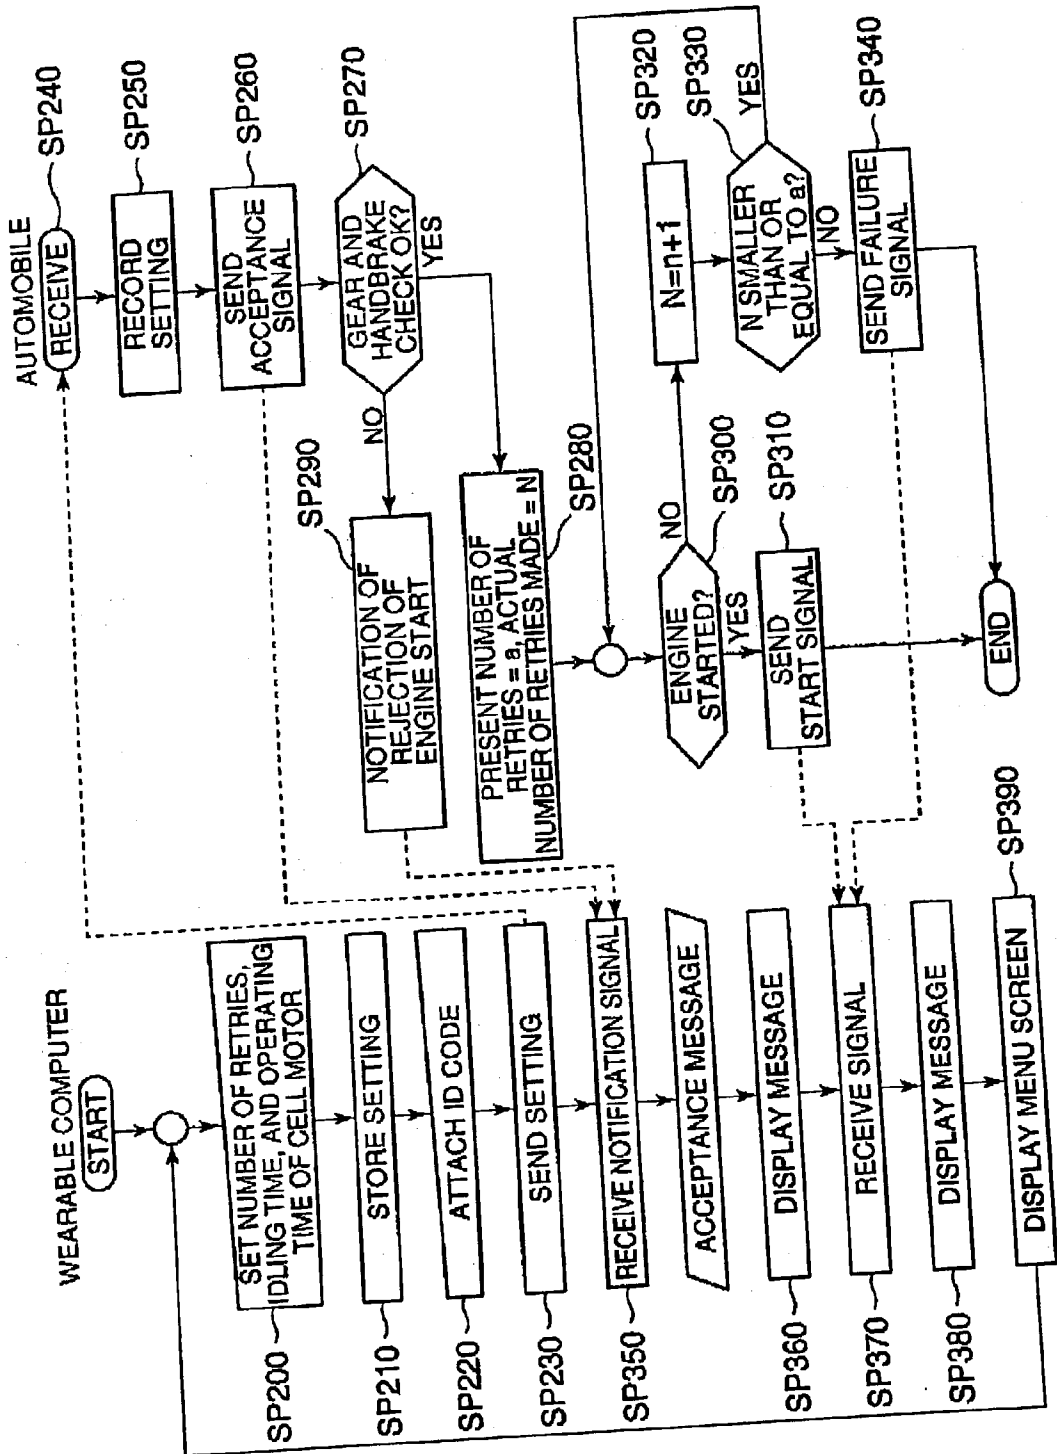 WEARABLE COMPUTER
START
SET NUMBER OF RETRIES,
IDLING TIME, AND OPERATING
TIME OF CELL MOTOR
SP200
STORE SETTING
SP210
ATTACH ID CODE
SP220
SEND SETTING
SP230
RECEIVE NOTIFICATION SIGNAL
SP350
ACCEPTANCE MESSAGE
DISPLAY MESSAGE
SP360
RECEIVE SIGNAL
SP370
DISPLAY MESSAGE
SP380
DISPLAY MENU SCREEN
SP390
AUTOMOBILE
RECEIVE
SP240
RECORD
SETTING
SP250
SEND
ACCEPTANCE
SIGNAL
SP260
GEAR AND
HANDBRAKE
CHECK OK?
SP270
NO
YES
NOTIFICATION OF
REJECTION OF
ENGINE START
SP290
PRESENT NUMBER OF
RETRIES = a, ACTUAL
NUMBER OF RETRIES MADE = N
SP280
ENGINE
STARTED?
SP300
NO
YES
SEND
START SIGNAL
SP310
N=n+1
SP320
N SMALLER
THAN OR
EQUAL TO a?
SP330
YES
NO
SEND FAILURE
SIGNAL
SP340
END